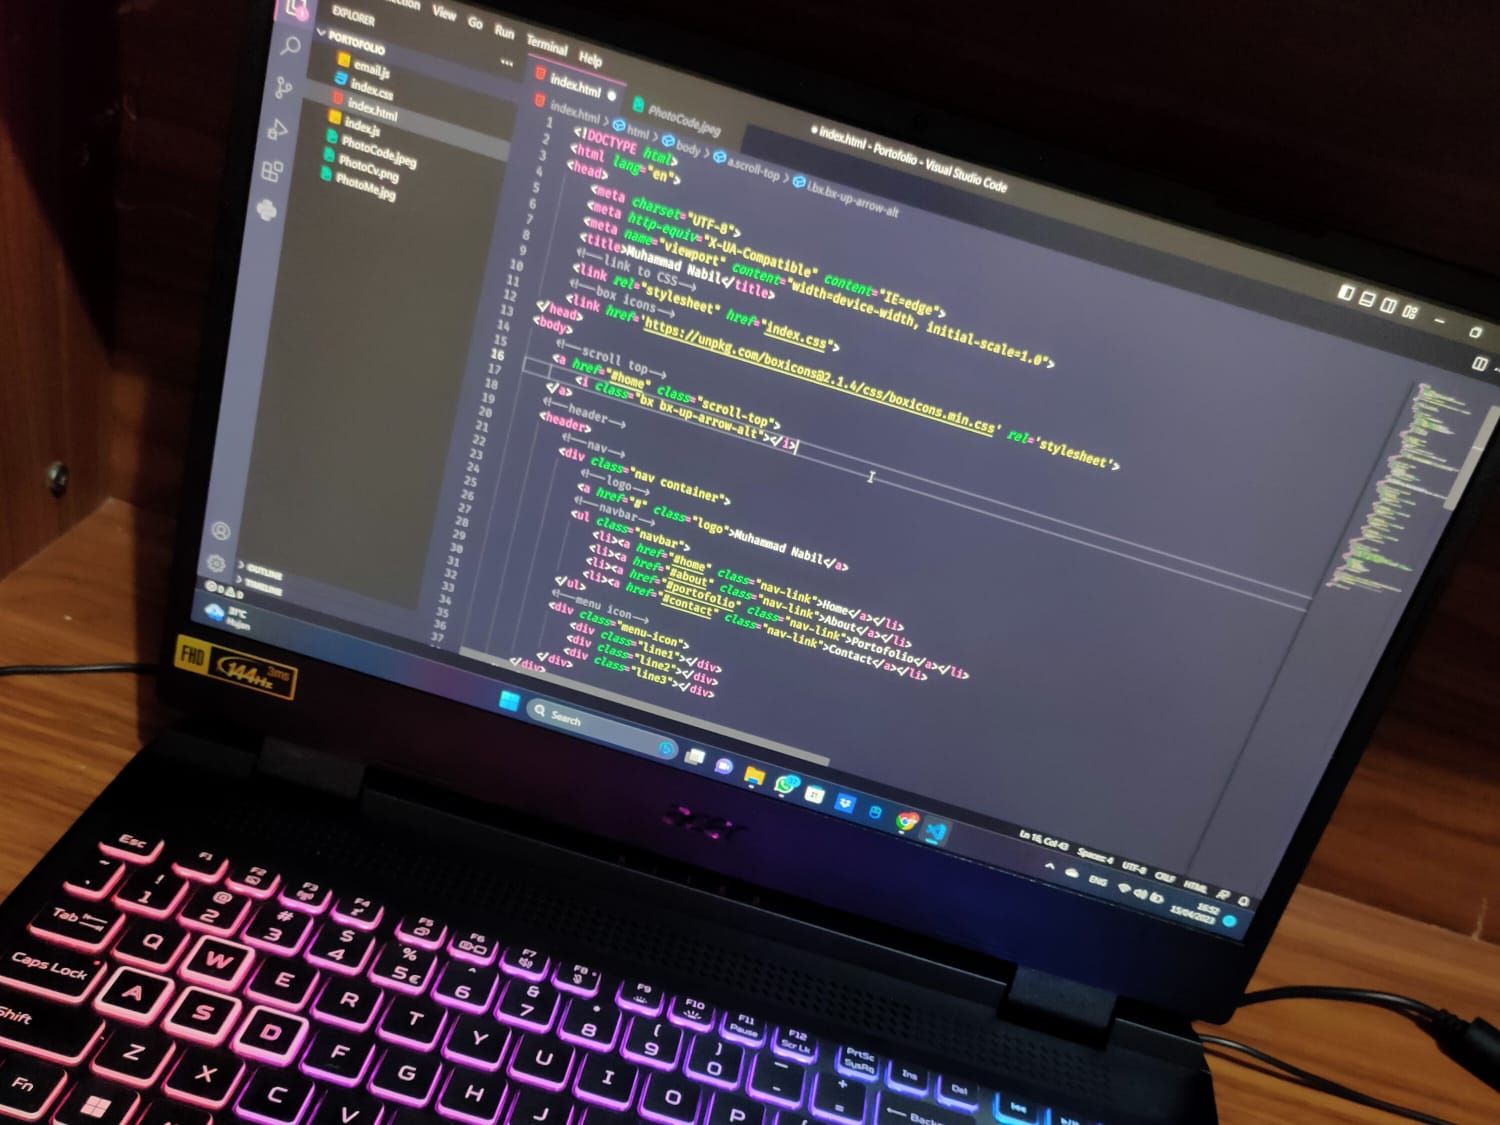 View Go Run Terminal Help
index.html - Portofolio - Visual Studio Code
EXPLORER
PORTOFOLIO
email.js
index.css
index.html
index.js
PhotoCode.jpeg
PhotoCv.png
PhotoMe.jpg
OUTLINE
TIMELINE
index.html
PhotoCode.jpeg
index.html > html > body > a.scroll-top > i.bx.bx-up-arrow-alt
1 <!DOCTYPE html>
2 <html lang="en">
3 <head>
4 <meta charset="UTF-8">
5 <meta http-equiv="X-UA-Compatible" content="IE=edge">
6 <meta name="viewport" content="width=device-width, initial-scale=1.0">
7 <title>Muhammad Nabil</title>
8 <!--link to CSS-->
9 <link rel="stylesheet" href="index.css">
10 <!--box icons-->
11 <link href='https://unpkg.com/boxicons@2.1.4/css/boxicons.min.css' rel='stylesheet'>
12 </head>
13 <body>
14 <!--scroll top-->
15 <a href="#home" class="scroll-top">
16 <i class="bx bx-up-arrow-alt"></i>
17 </a>
18 <!--header-->
19 <header>
20 <!--nav-->
21 <div class="nav container">
22 <!--logo-->
23 <a href="#" class="logo">Muhammad Nabil</a>
24 <!--navbar-->
25 <ul class="navbar">
26 <li><a href="#home" class="nav-link">Home</a></li>
27 <li><a href="#about" class="nav-link">About</a></li>
28 <li><a href="#portofolio" class="nav-link">Portofolio</a></li>
29 <li><a href="#contact" class="nav-link">Contact</a></li>
30 </ul>
31 <!--menu icon-->
32 <div class="menu-icon">
33 <div class="line1"></div>
34 <div class="line2"></div>
35 <div class="line3"></div>
36 </div>
37 </div>
Ln 16, Col 43 Spaces: 4 UTF-8 CRLF HTML
31°C
Hujan
Search
ENG
16:52
15/04/2023
FHD 144Hz 3ms
acer
Esc F1 F2 F3 F4 F5 F6 F7 F8 F9 F10 F11 Pause F12 Scr Lk PrtSc SysRq Ins Del
~ ! 1 @ 2 # 3 $ 4 % 5 € ^ 6 & 7 * 8 ( 9 ) 0 _ - + = Back
Tab Q W E R T Y U I O P
Caps Lock A S D F G H J
Shift Z X C V
Fn